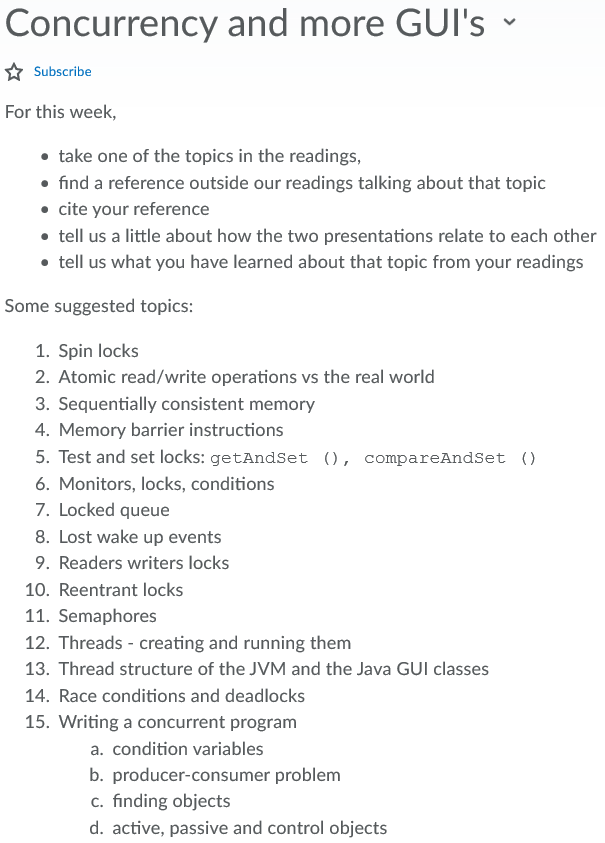 Concurrency and more GUI's
Subscribe
For this week,
• take one of the topics in the readings,
• find a reference outside our readings talking about that topic
• cite your reference
• tell us a little about how the two presentations relate to each other
• tell us what you have learned about that topic from your readings
Some suggested topics:
1. Spin locks
2. Atomic read/write operations vs the real world
3. Sequentially consistent memory
4. Memory barrier instructions
5. Test and set locks: getAndSet (), compareAndSet ()
6. Monitors, locks, conditions
7. Locked queue
8. Lost wake up events
9. Readers writers locks
10. Reentrant locks
11. Semaphores
12. Threads - creating and running them
13. Thread structure of the JVM and the Java GUI classes
14. Race conditions and deadlocks
15. Writing a concurrent program
a. condition variables
b. producer-consumer problem
c. finding objects
d. active, passive and control objects